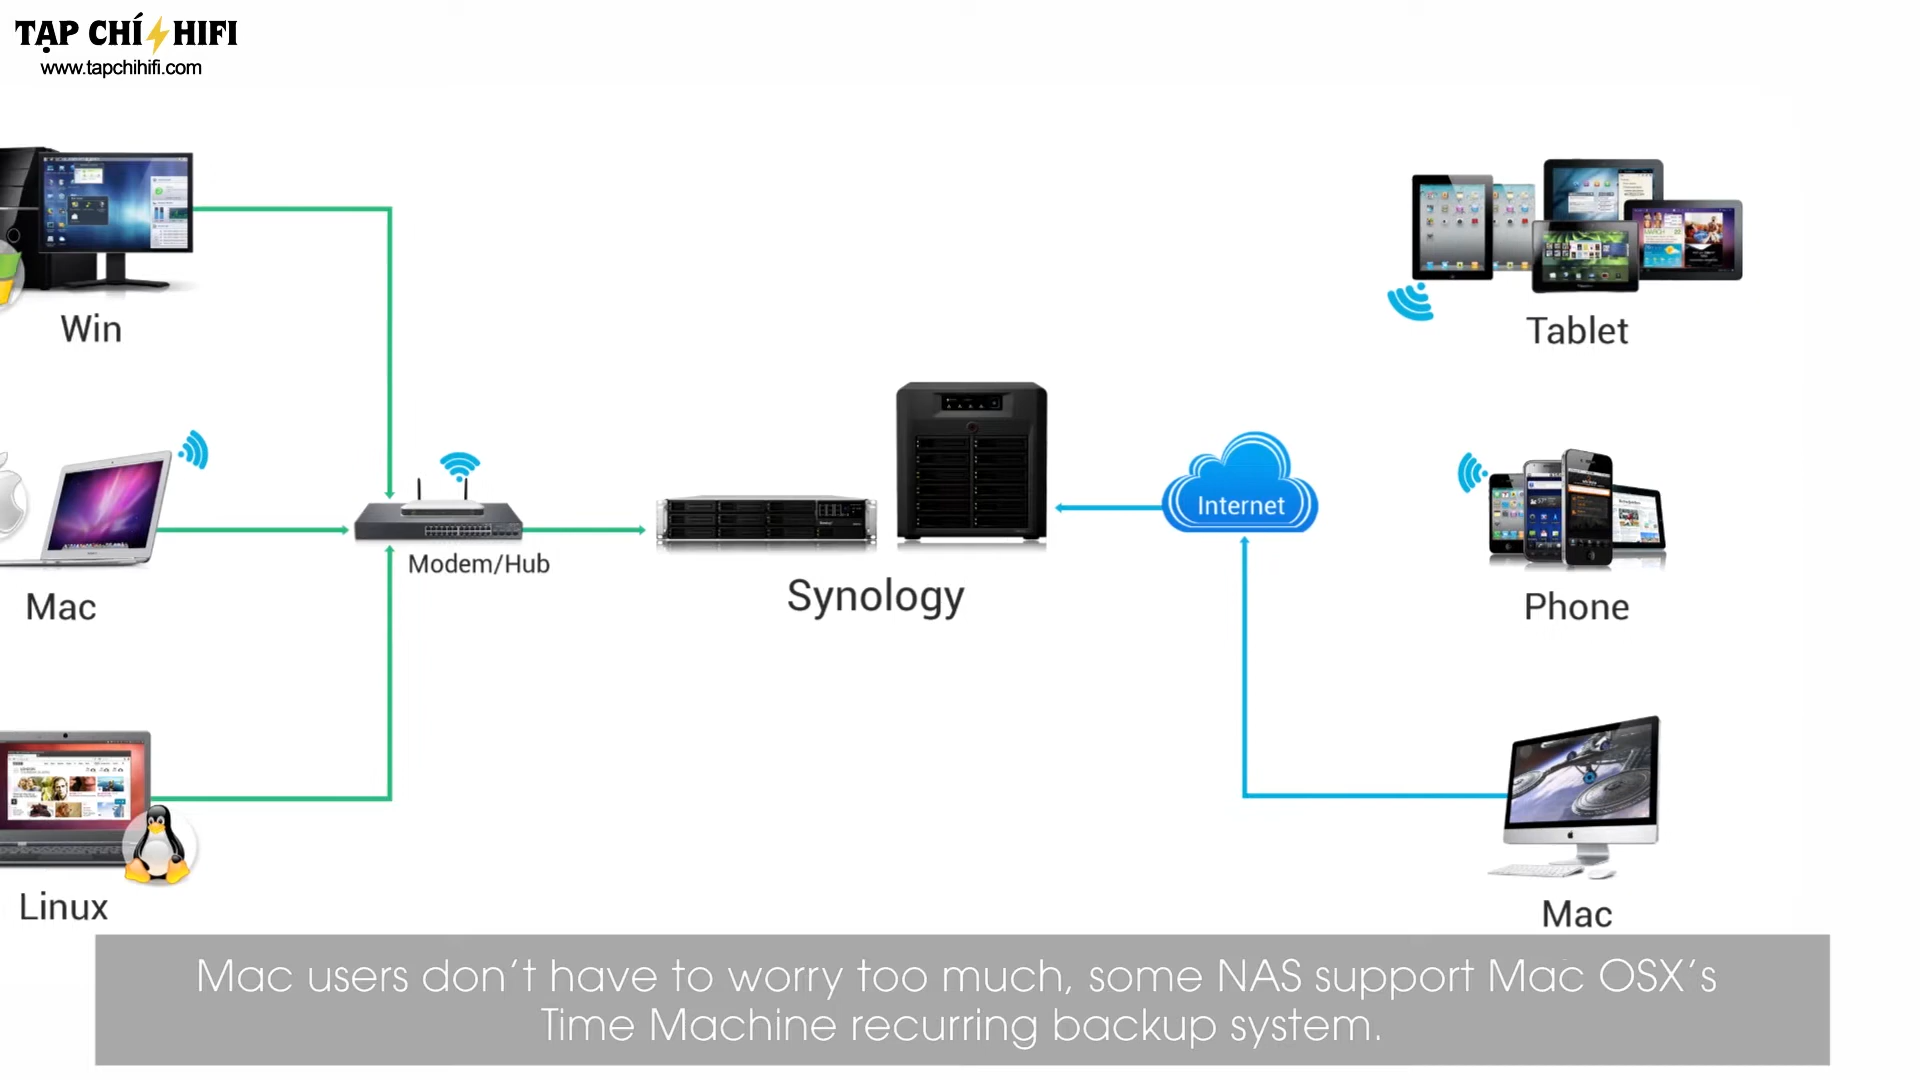 TẠP CHÍ HIFI
www.tapchihifi.com
Win
Tablet
Internet
Modem/Hub
Synology
Mac
Phone
Linux
Mac
Mac users don't have to worry too much, some NAS support Mac OSX's
Time Machine recurring backup system.